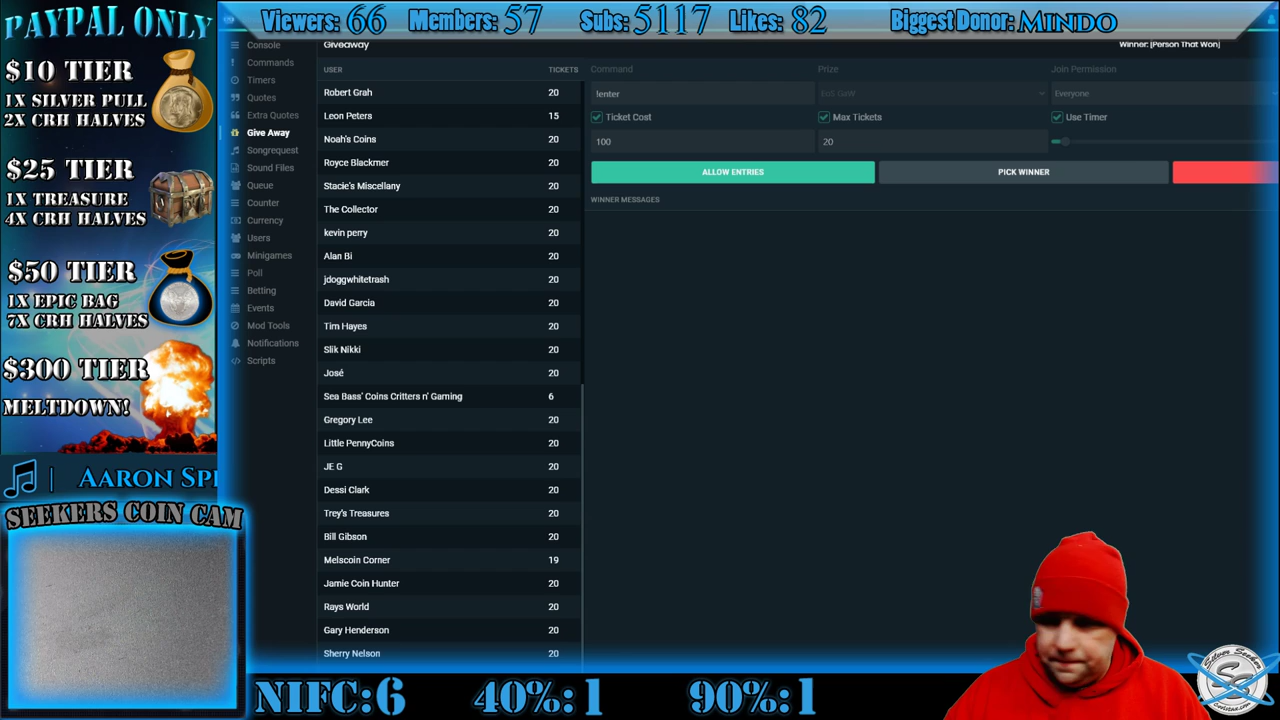 PAYPAL ONLY
$10 TIER
1X SILVER PULL
2X CRH HALVES
$25 TIER
1X TREASURE
4X CRH HALVES
$50 TIER
1X EPIC BAG
7X CRH HALVES
$300 TIER
MELTDOWN!
AARON SP
SEEKERS COIN CAM
Viewers: 66 Members: 57 Subs: 5117 Likes: 82 Biggest Donor: MINDO
Console
Commands
Timers
Quotes
Extra Quotes
Give Away
Songrequest
Sound Files
Queue
Counter
Currency
Users
Minigames
Poll
Betting
Events
Mod Tools
Notifications
Scripts
Giveaway
Winner: [Person That Won]
USER TICKETS
Robert Grah 20
Leon Peters 15
Noah's Coins 20
Royce Blackmer 20
Stacie's Miscellany 20
The Collector 20
kevin perry 20
Alan Bi 20
jdoggwhitetrash 20
David Garcia 20
Tim Hayes 20
Slik Nikki 20
José 20
Sea Bass' Coins Critters n' Gaming 6
Gregory Lee 20
Little PennyCoins 20
JE G 20
Dessi Clark 20
Trey's Treasures 20
Bill Gibson 20
Melscoin Corner 19
Jamie Coin Hunter 20
Rays World 20
Gary Henderson 20
Sherry Nelson 20
Command Prize Join Permission
!enter EoS GaW Everyone
Ticket Cost Max Tickets Use Timer
100 20
ALLOW ENTRIES PICK WINNER
WINNER MESSAGES
NIFC:6 40%:1 90%:1
Silver Seeker